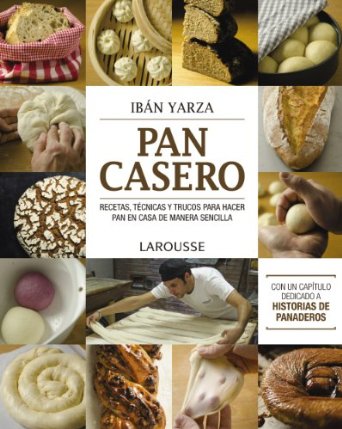 IBÁN YARZA
PAN
CASERO
RECETAS, TÉCNICAS Y TRUCOS PARA HACER
PAN EN CASA DE MANERA SENCILLA
LAROUSSE
CON UN CAPÍTULO
DEDICADO A
HISTORIAS DE
PANADEROS